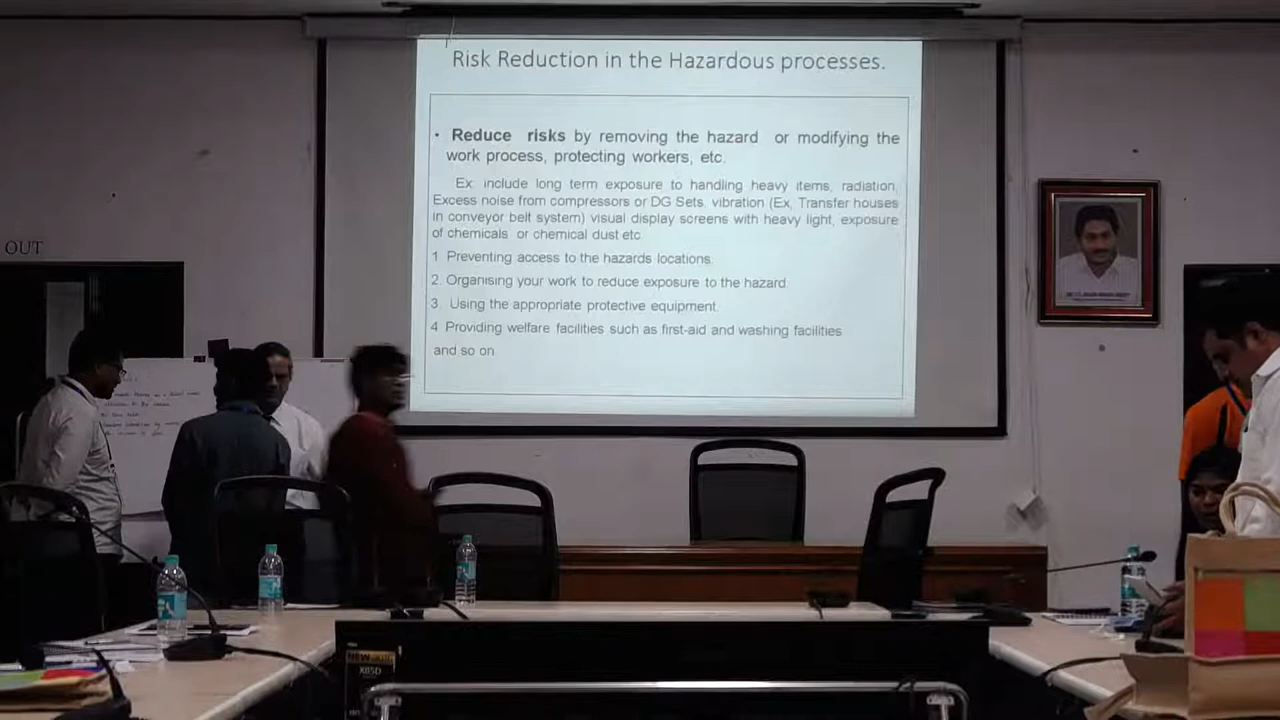 Risk Reduction in the Hazardous processes.
• Reduce risks by removing the hazard or modifying the
work process, protecting workers, etc.
Ex: include long term exposure to handling heavy items, radiation,
Excess noise from compressors or DG Sets, vibration (Ex, Transfer houses
in conveyor belt system) visual display screens with heavy light, exposure
of chemicals or chemical dust etc
1 Preventing access to the hazards locations.
2. Organising your work to reduce exposure to the hazard.
3. Using the appropriate protective equipment.
4 Providing welfare facilities such as first-aid and washing facilities
and so on
OUT
NEW
X85D